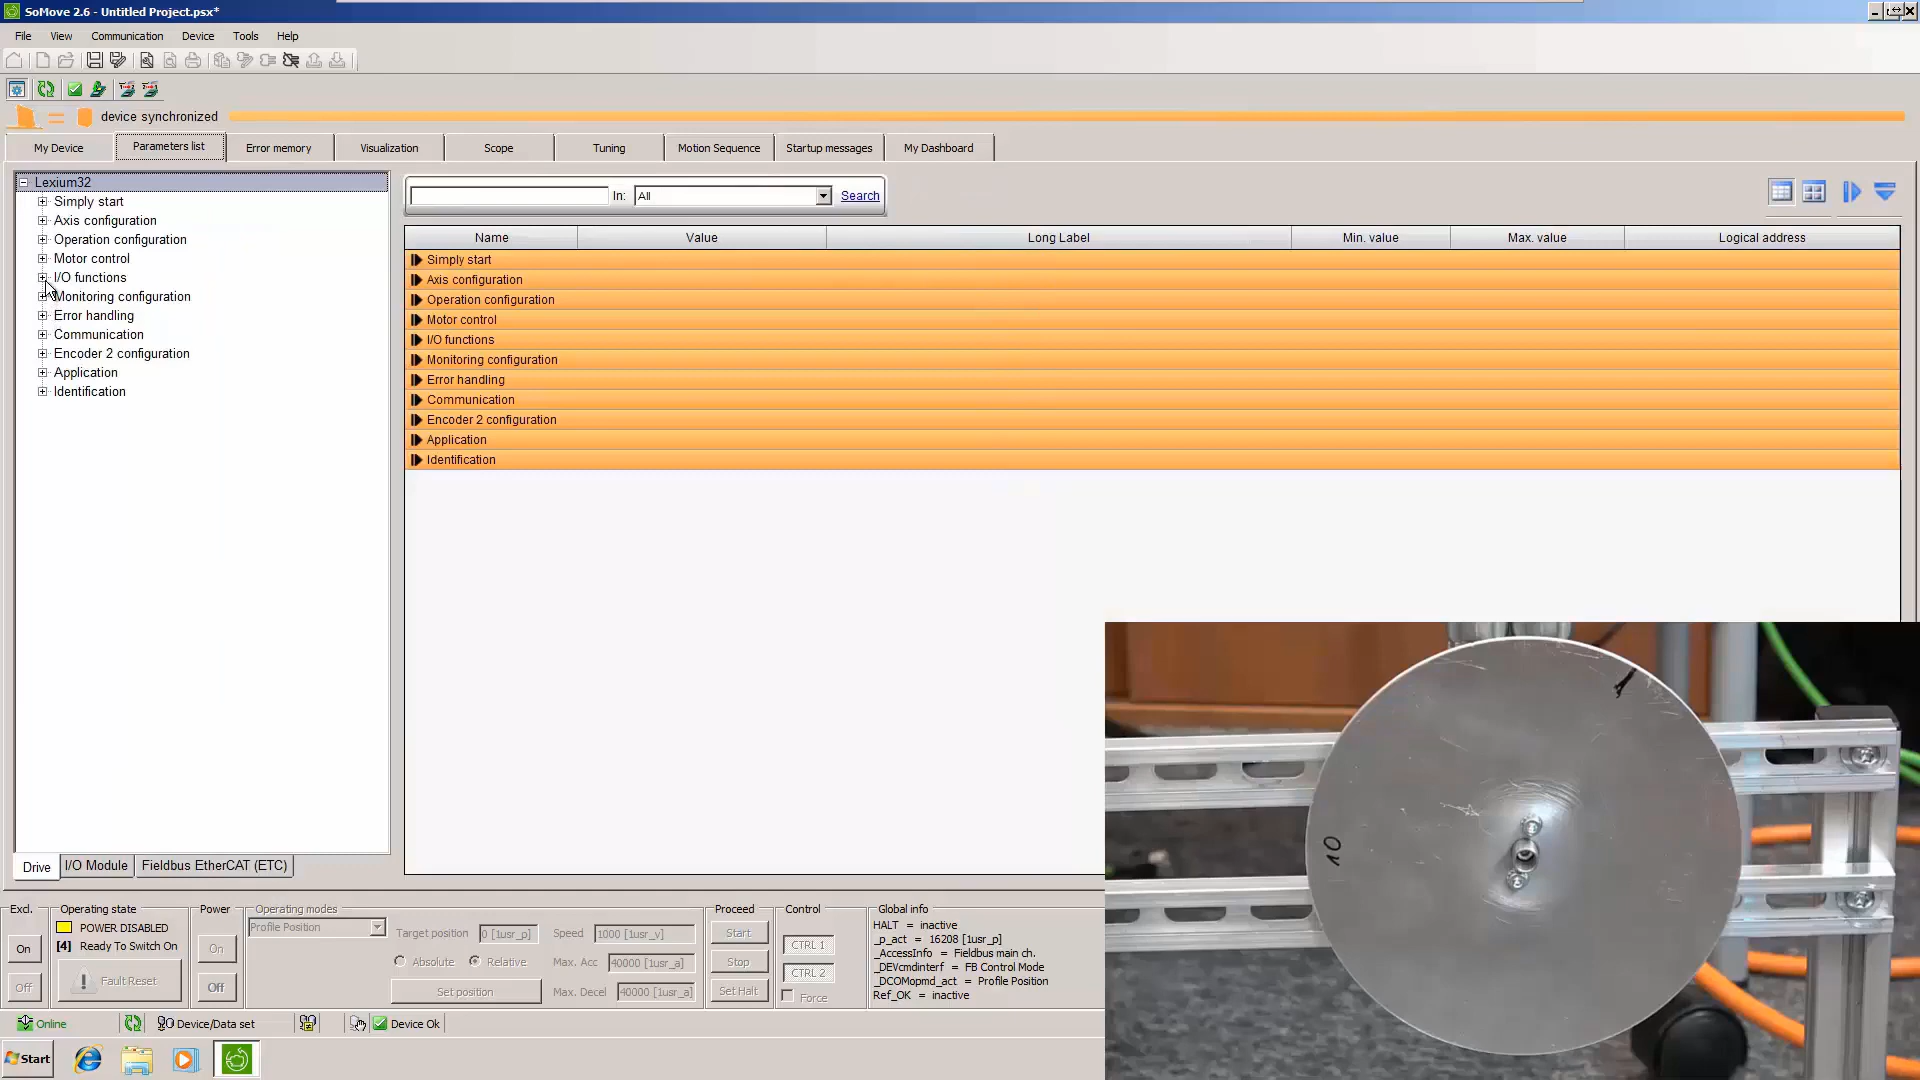 SoMove 2.6 - Untitled Project.psx*
File View Communication Device Tools Help
device synchronized
My Device Parameters list Error memory Visualization Scope Tuning Motion Sequence Startup messages My Dashboard
Lexium32
Simply start
Axis configuration
Operation configuration
Motor control
I/O functions
Monitoring configuration
Error handling
Communication
Encoder 2 configuration
Application
Identification
In: All Search
Name Value Long Label Min. value Max. value Logical address
Simply start
Axis configuration
Operation configuration
Motor control
I/O functions
Monitoring configuration
Error handling
Communication
Encoder 2 configuration
Application
Identification
10
Drive I/O Module Fieldbus EtherCAT (ETC)
Excl.
On
Off
Operating state
POWER DISABLED
[4] Ready To Switch On
Fault Reset
Power
On
Off
Operating modes
Profile Position
Target position 0 [1usr_p] Speed 1000 [1usr_v]
Absolute Relative Max. Acc 40000 [1usr_a]
Set position Max. Decel 40000 [1usr_a]
Proceed
Start
Stop
Set Halt
Control
CTRL 1
CTRL 2
Force
Global info
HALT = inactive
_p_act = 16208 [1usr_p]
_AccessInfo = Fieldbus main ch.
_DEVcmdinterf = FB Control Mode
_DCOMopmd_act = Profile Position
Ref_OK = inactive
Online Device/Data set Device Ok
Start